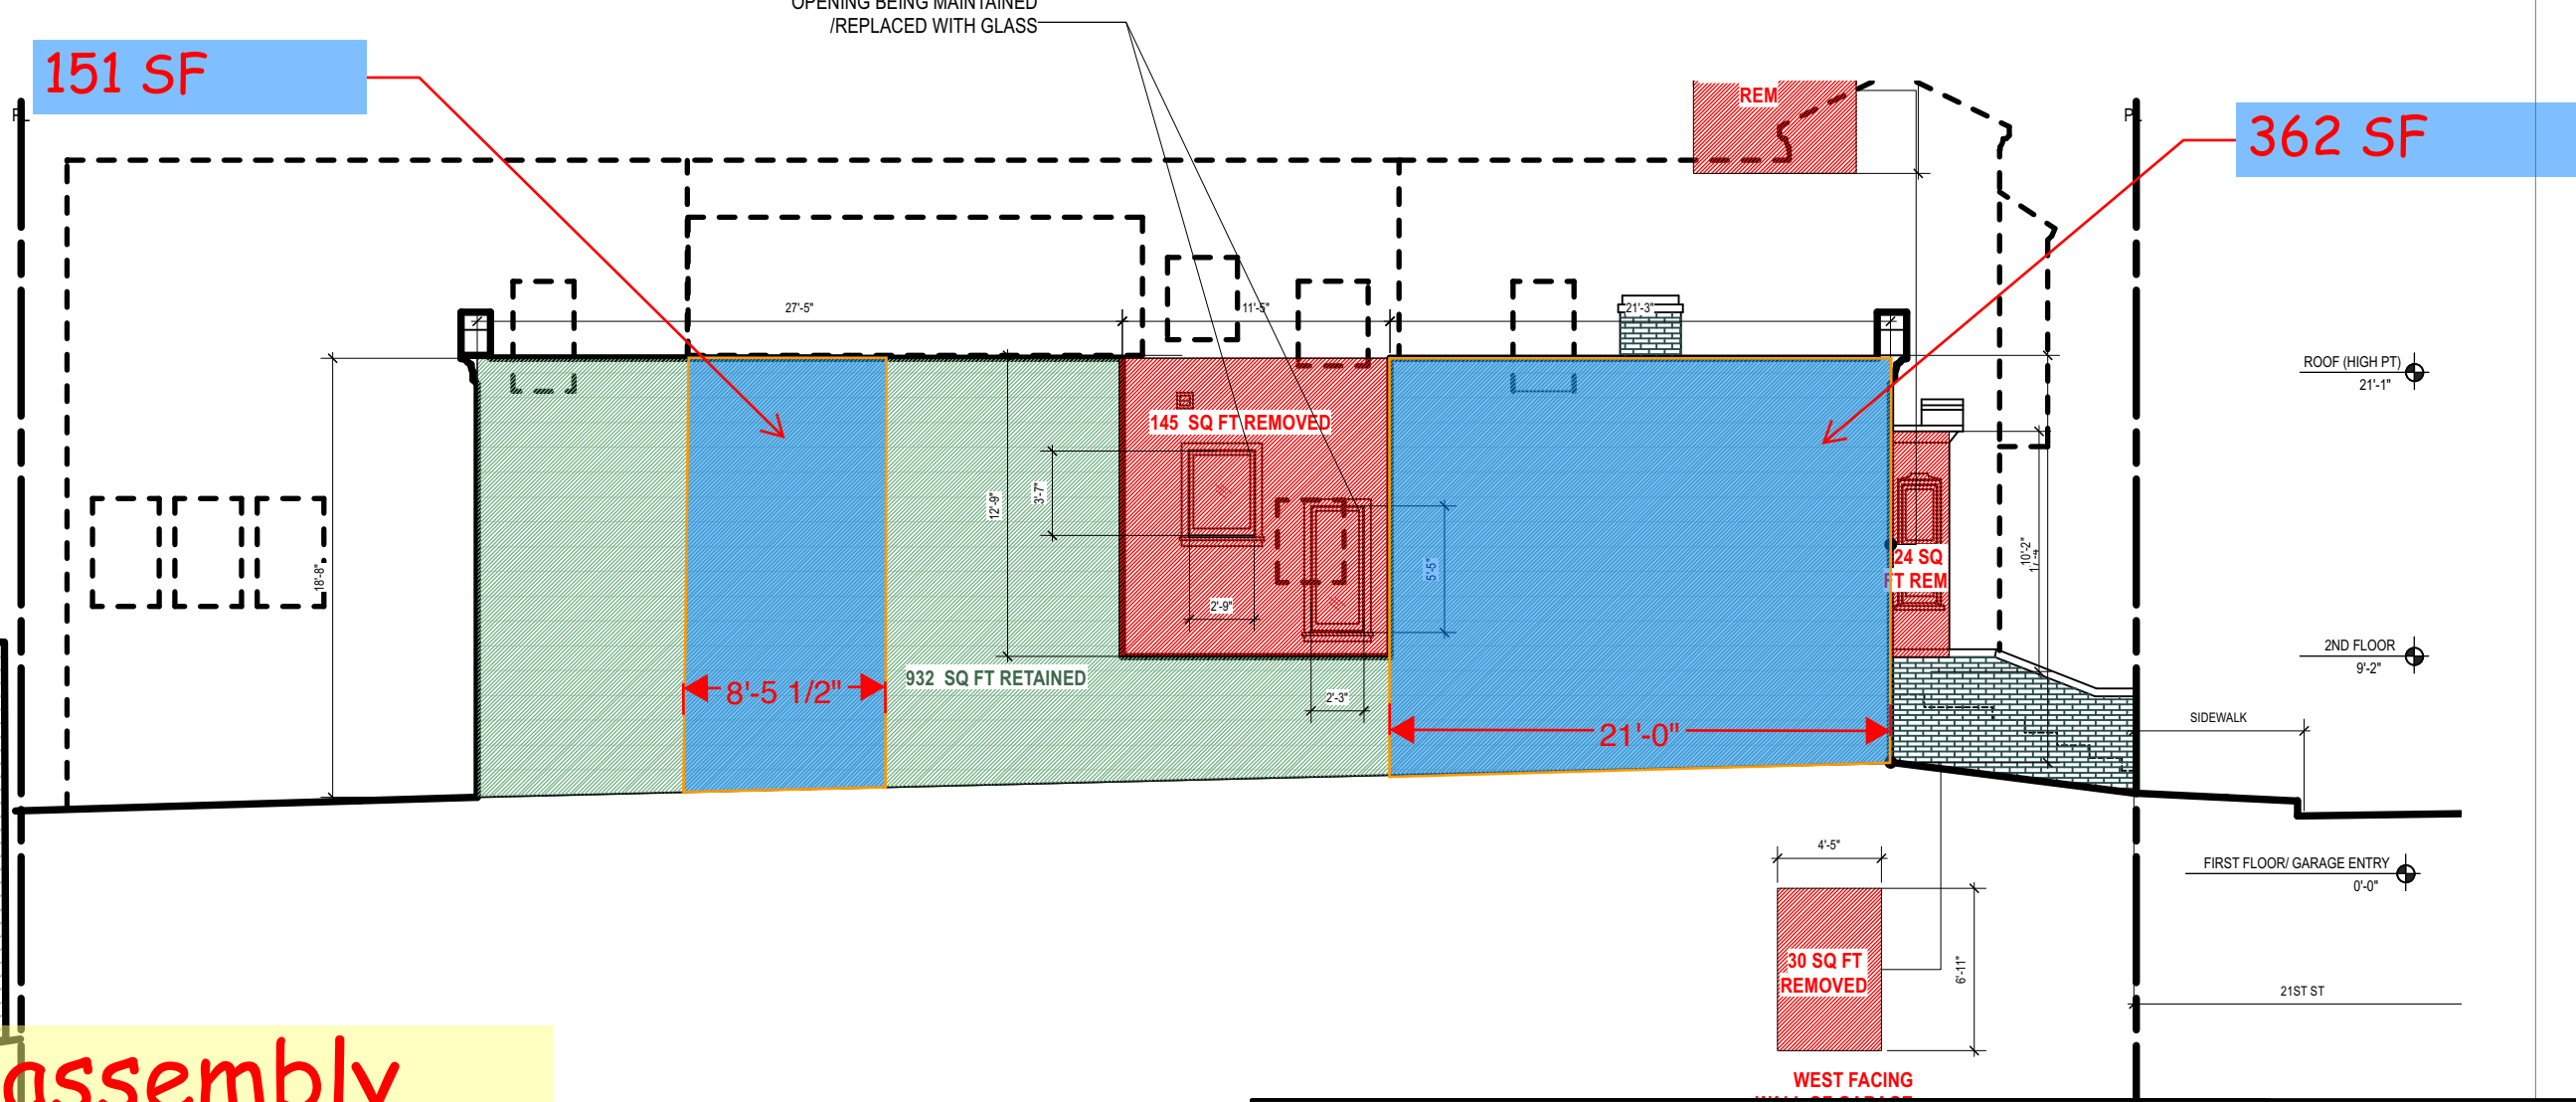 OPENING BEING MAINTAINED
/REPLACED WITH GLASS
151 SF
362 SF
REM
27'-5"
11'-5"
21'-3"
ROOF (HIGH PT)
21'-1"
145 SQ FT REMOVED
12'-9"
3'-7"
18'-8"
5'-5"
10'-2"
24 SQ
FT REM
2'-9"
932 SQ FT RETAINED
8'-5 1/2"
2'-3"
21'-0"
2ND FLOOR
9'-2"
SIDEWALK
4'-5"
FIRST FLOOR/ GARAGE ENTRY
0'-0"
30 SQ FT
REMOVED
6'-11"
21ST ST
assembly
WEST FACING
WALL OF GARAGE